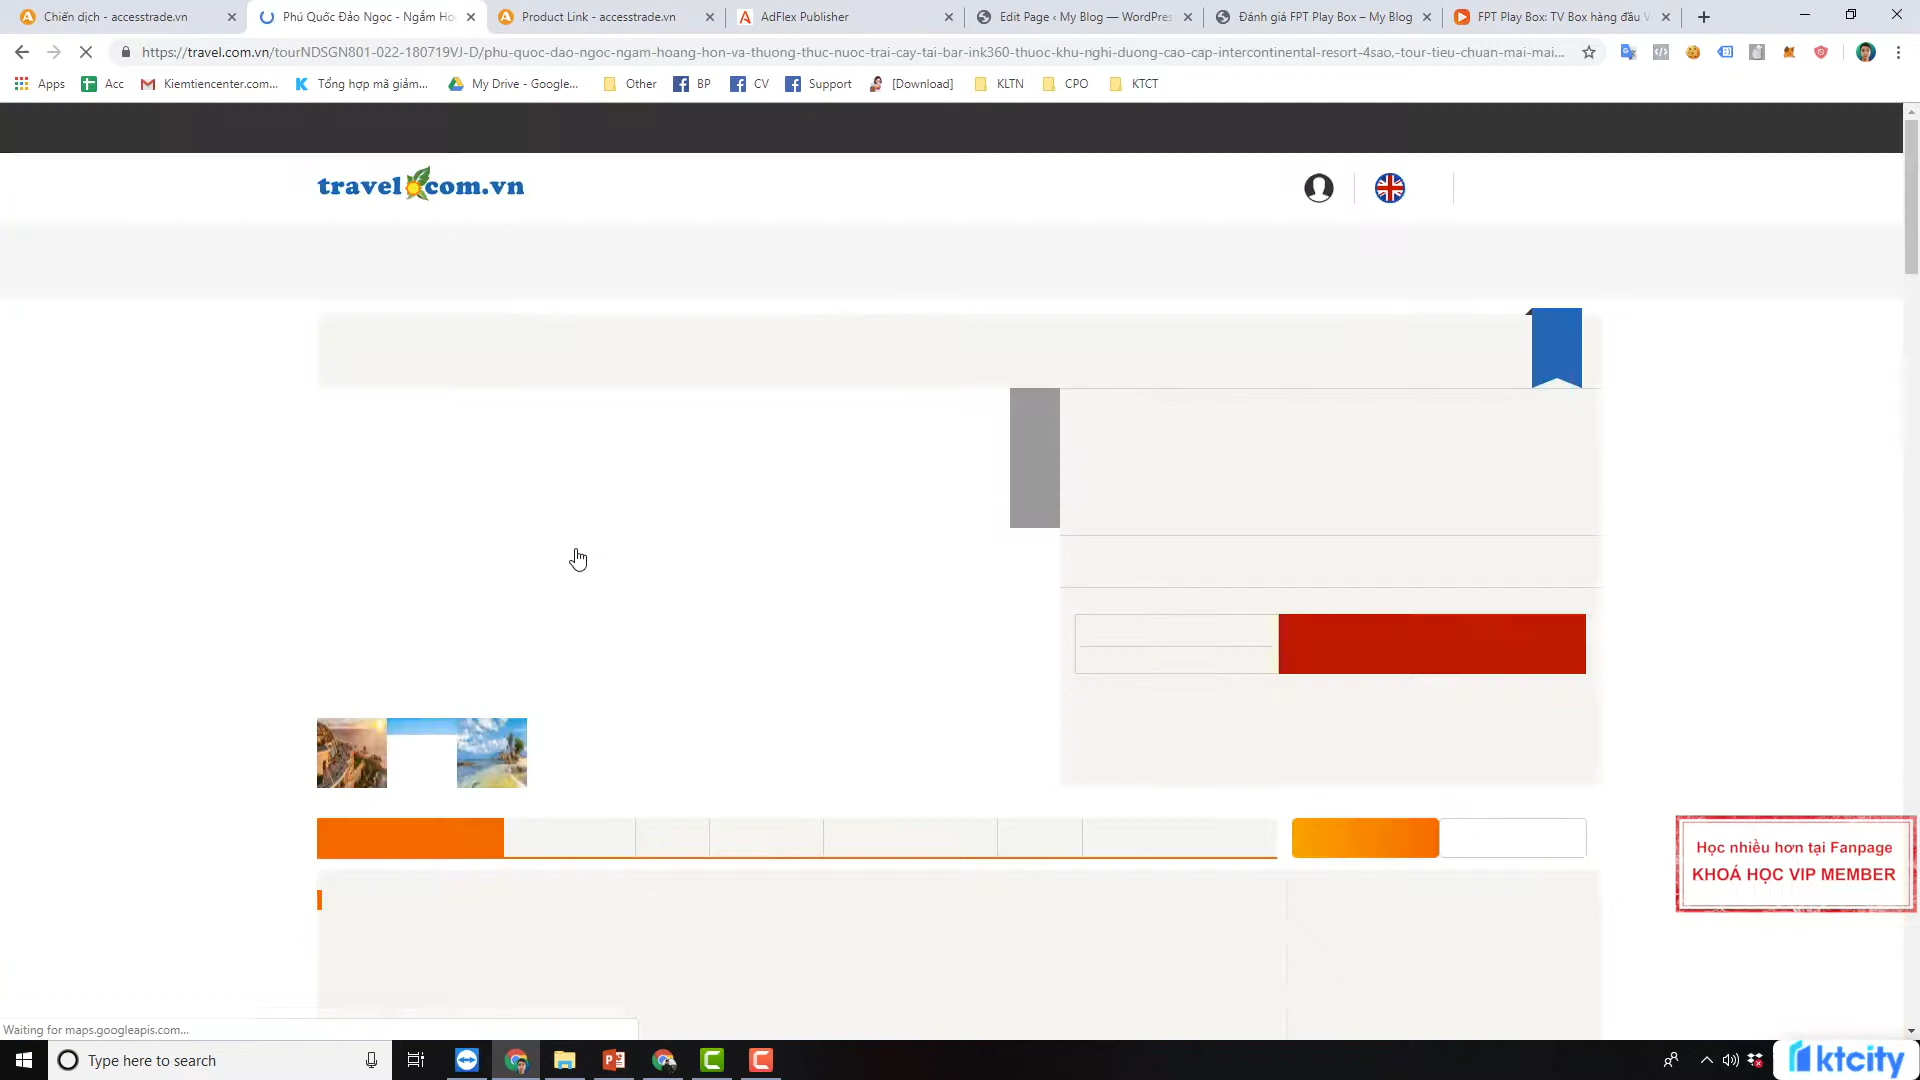 Chiến dịch - accesstrade.vn
Phú Quốc Đảo Ngọc - Ngắm Ho
Product Link - accesstrade.vn
AdFlex Publisher
Edit Page ‹ My Blog — WordPres
Đánh giá FPT Play Box – My Blog
FPT Play Box: TV Box hàng đầu V
https://travel.com.vn/tourNDSGN801-022-180719VJ-D/phu-quoc-dao-ngoc-ngam-hoang-hon-va-thuong-thuc-nuoc-trai-cay-tai-bar-ink360-thuoc-khu-nghi-duong-cao-cap-intercontinental-resort-4sao,-tour-tieu-chuan-mai-mai...
Apps
Acc
Kiemtiencenter.com...
Tổng hợp mã giảm...
My Drive - Google...
Other
BP
CV
Support
[Download]
KLTN
CPO
KTCT
travel.com.vn
Học nhiều hơn tại Fanpage
KHOÁ HỌC VIP MEMBER
Waiting for maps.googleapis.com...
Type here to search
ktcity